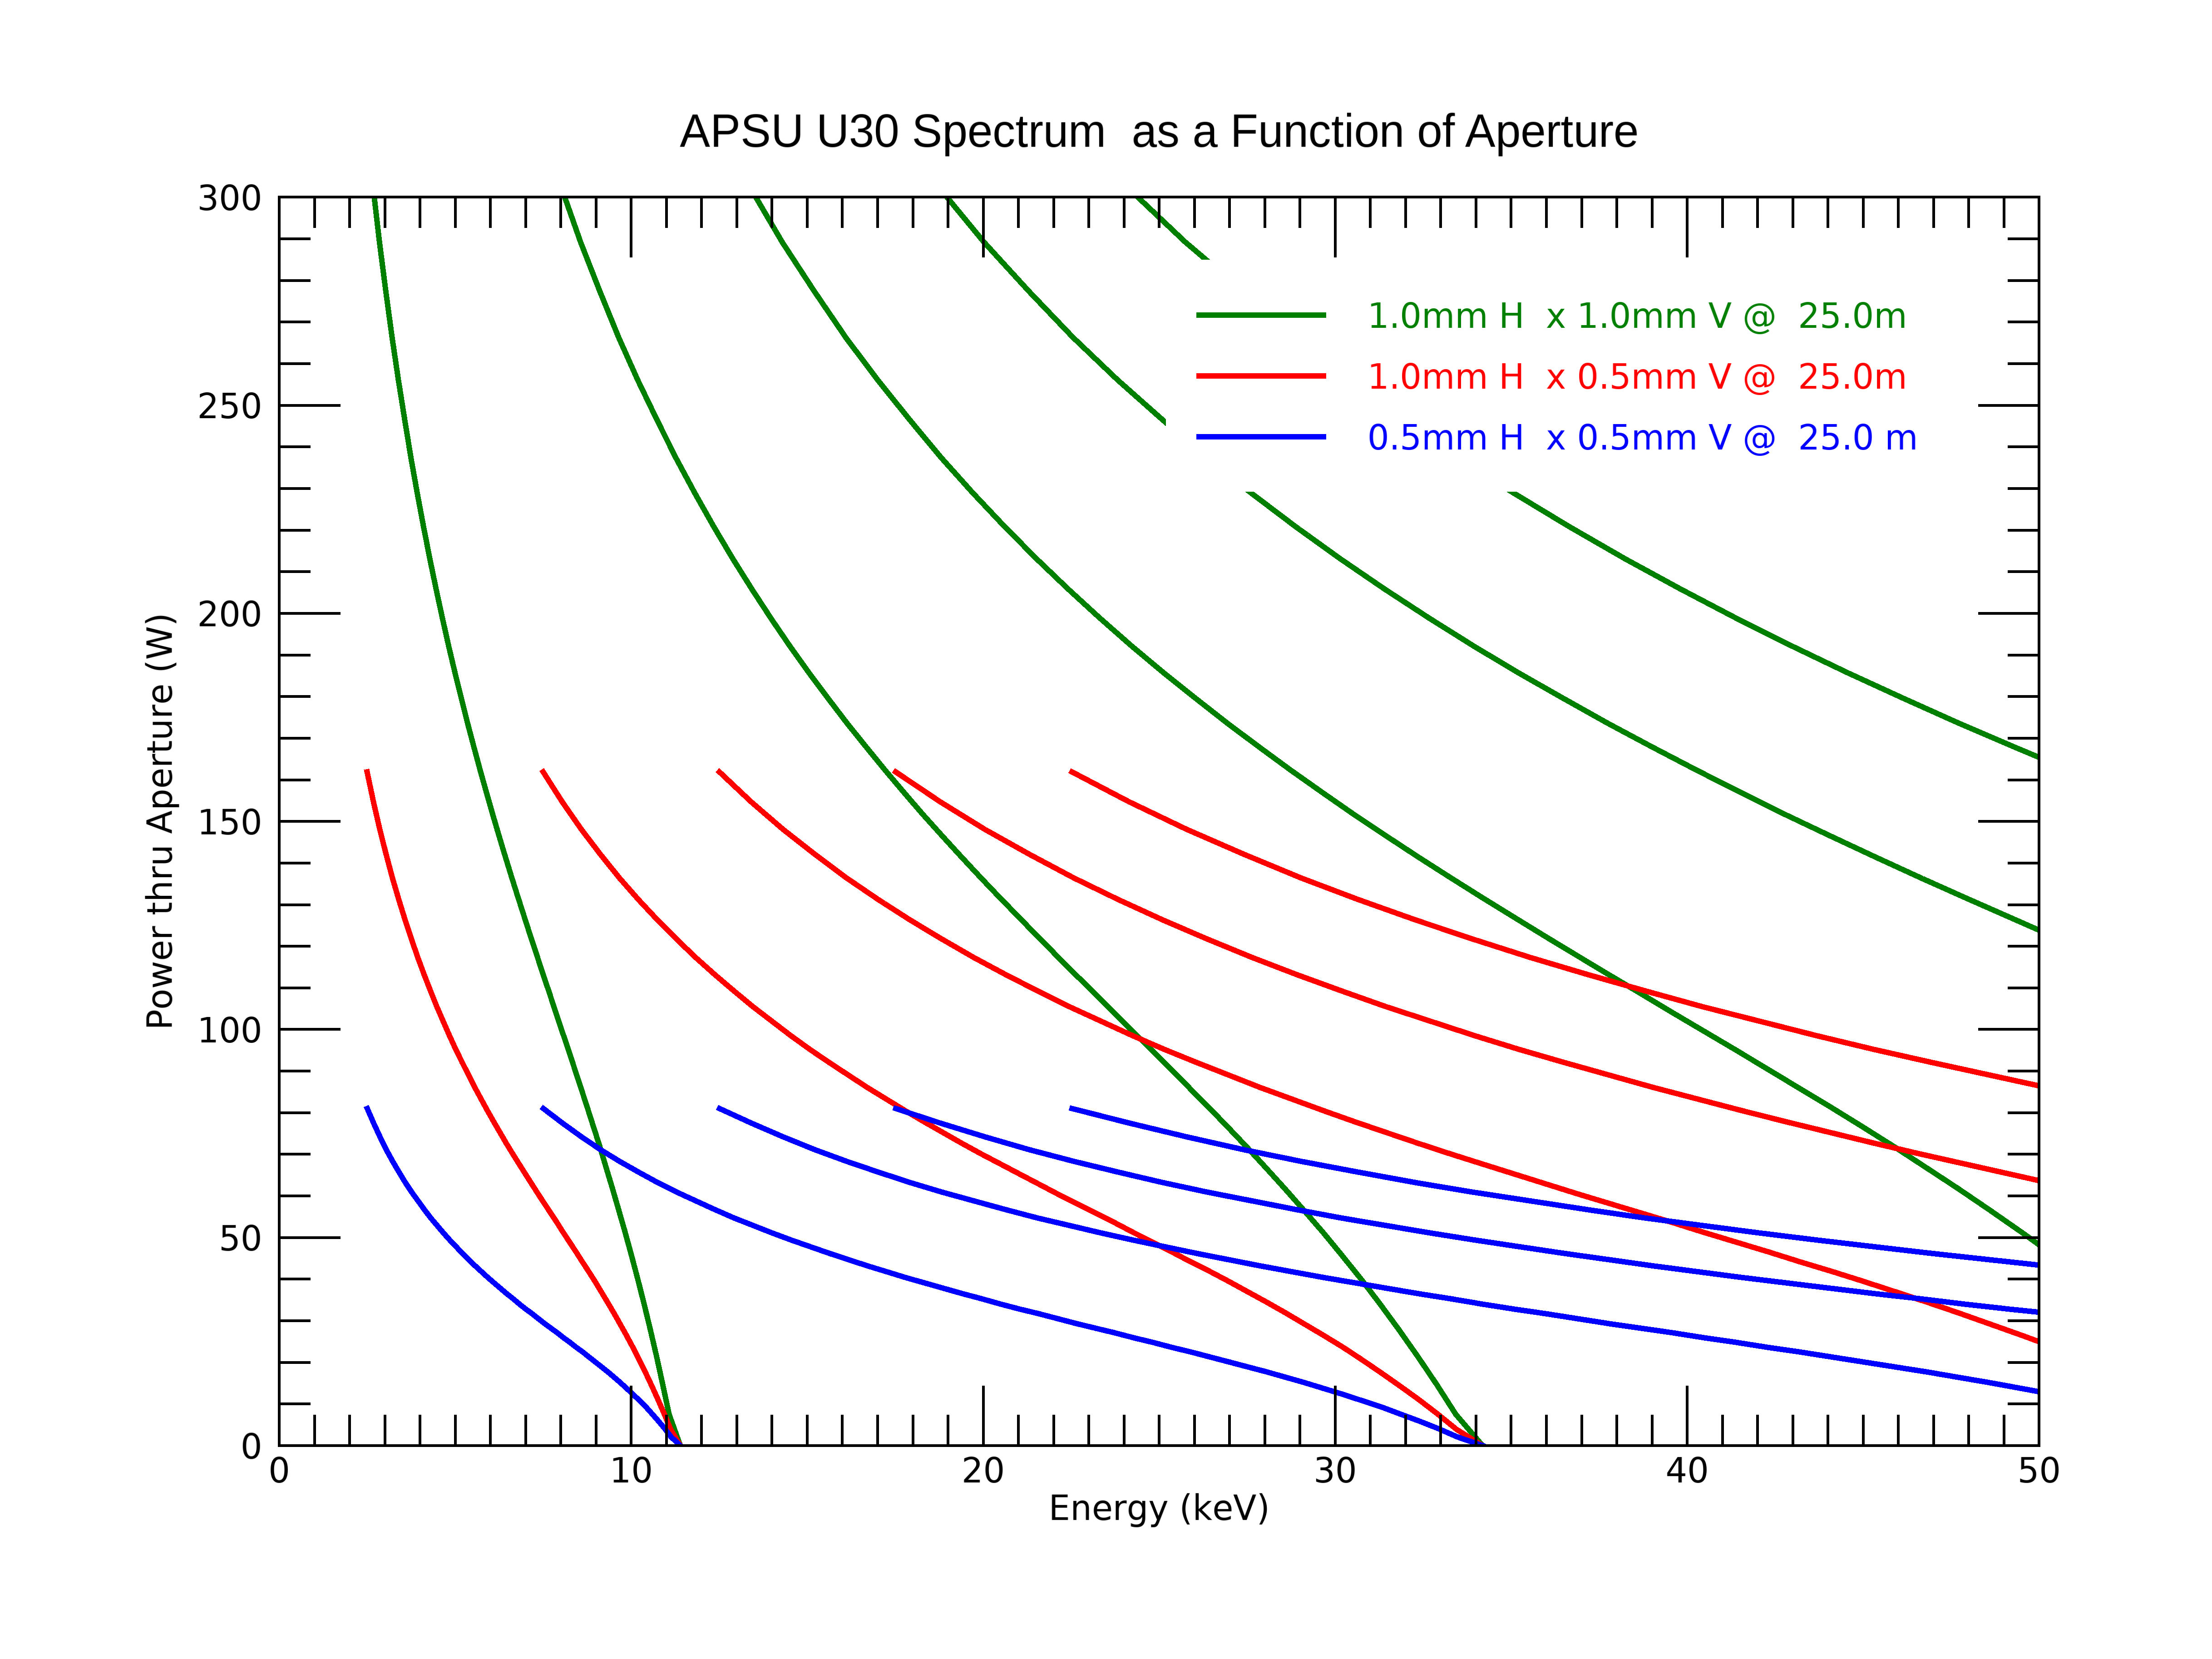 APSU U30 Spectrum  as a Function of Aperture
300
250
200
150
100
50
0
Power thru Aperture (W)
1.0mm H  x 1.0mm V @  25.0m
1.0mm H  x 0.5mm V @  25.0m
0.5mm H  x 0.5mm V @  25.0 m
0 10 20 30 40 50
Energy (keV)